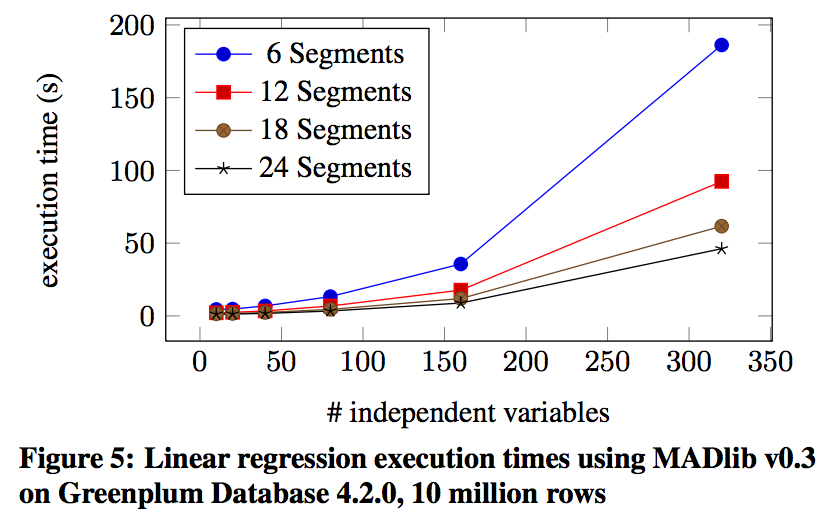 200
150
100
50
0
execution time (s)
6 Segments
12 Segments
18 Segments
24 Segments
0 50 100 150 200 250 300 350
# independent variables
Figure 5: Linear regression execution times using MADlib v0.3
on Greenplum Database 4.2.0, 10 million rows